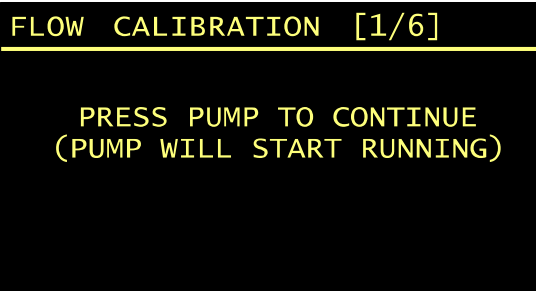 FLOW CALIBRATION [1/6]
PRESS PUMP TO CONTINUE
(PUMP WILL START RUNNING)